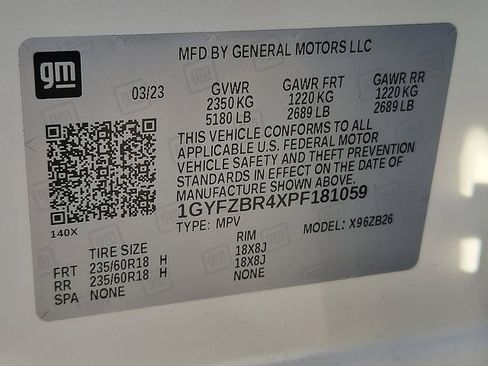 gm
MFD BY GENERAL MOTORS LLC
03/23 GVWR GAWR FRT GAWR RR
2350 KG 1220 KG 1220 KG
5180 LB 2689 LB 2689 LB
THIS VEHICLE CONFORMS TO ALL
APPLICABLE U.S. FEDERAL MOTOR
VEHICLE SAFETY AND THEFT PREVENTION
STANDARDS IN EFFECT ON THE DATE OF
MANUFACTURE SHOWN ABOVE.
1GYFZBR4XPF181059
140X TYPE: MPV MODEL: X96ZB26
TIRE SIZE RIM
FRT 235/60R18 H 18X8J
RR 235/60R18 H 18X8J
SPA NONE NONE